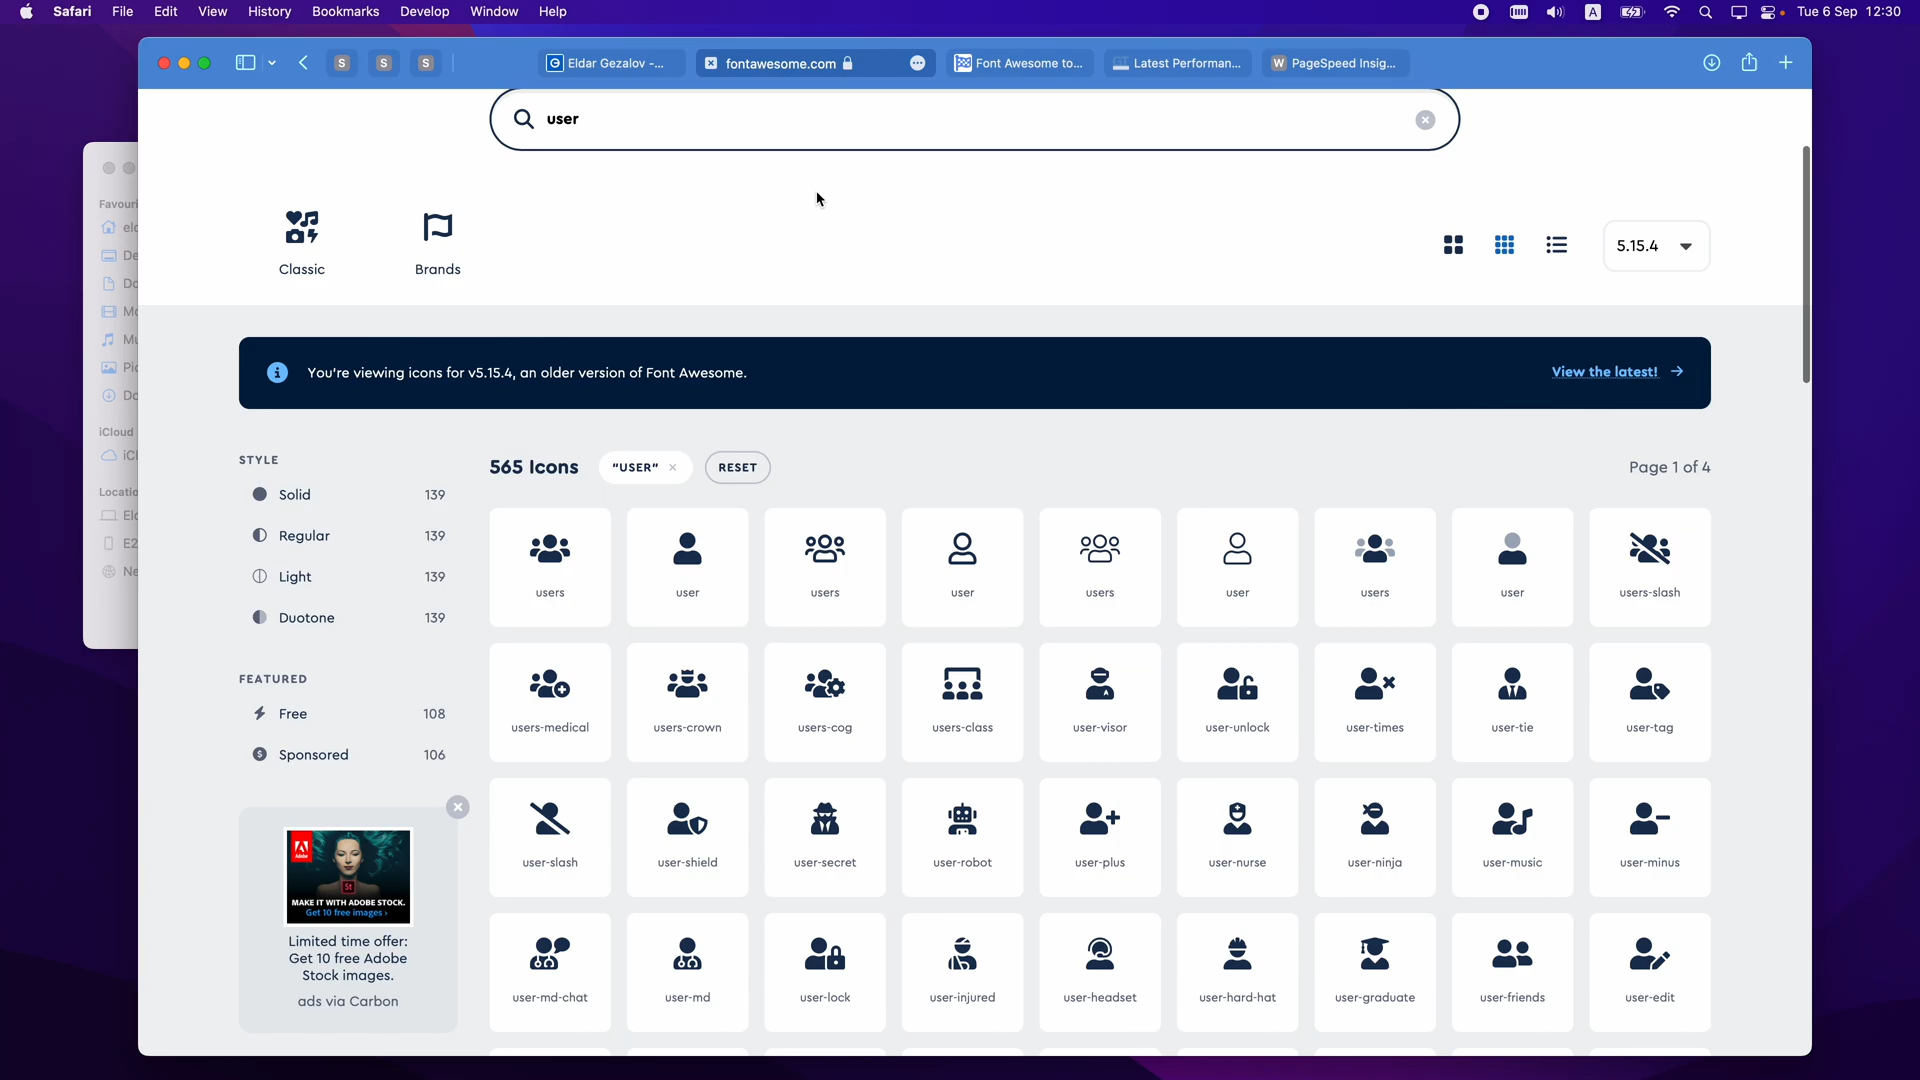 Safari File Edit View History Bookmarks Develop Window Help A Tue 6 Sep 12:30
S S S Eldar Gezalov -... fontawesome.com Font Awesome to... Latest Performan... W PageSpeed Insig...
user
Classic Brands 5.15.4
Favouri
iCloud
Locatio
You're viewing icons for v5.15.4, an older version of Font Awesome. View the latest!
STYLE
Solid 139
Regular 139
Light 139
Duotone 139
FEATURED
Free 108
Sponsored 106
565 Icons "USER" RESET Page 1 of 4
users user users user users user users user users-slash
users-medical users-crown users-cog users-class user-visor user-unlock user-times user-tie user-tag
user-slash user-shield user-secret user-robot user-plus user-nurse user-ninja user-music user-minus
user-md-chat user-md user-lock user-injured user-headset user-hard-hat user-graduate user-friends user-edit
St
MAKE IT WITH ADOBE STOCK.
Get 10 free images ›
Limited time offer:
Get 10 free Adobe
Stock images.
ads via Carbon